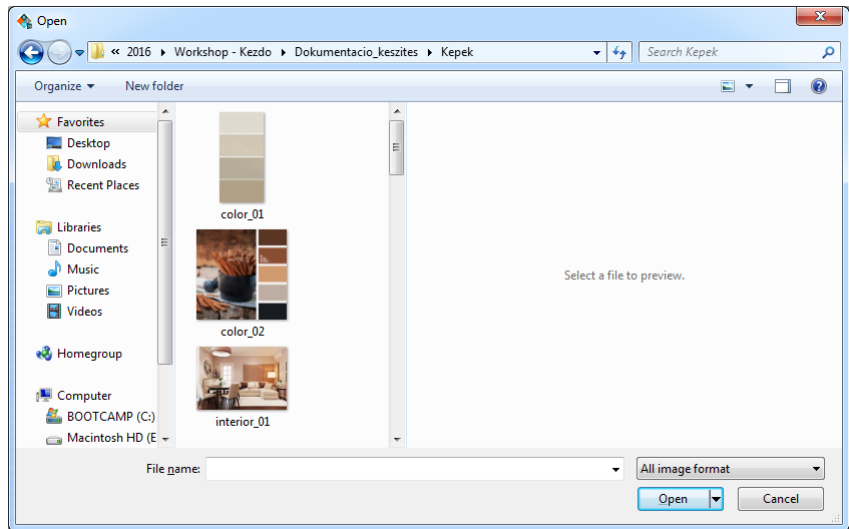 Open
« 2016 ▸ Workshop - Kezdo ▸ Dokumentacio_keszites ▸ Kepek
Search Kepek
Organize
New folder
Favorites
Desktop
Downloads
Recent Places
Libraries
Documents
Music
Pictures
Videos
Homegroup
Computer
BOOTCAMP (C:)
Macintosh HD (E
color_01
color_02
interior_01
Select a file to preview.
File name:
All image format
Open
Cancel